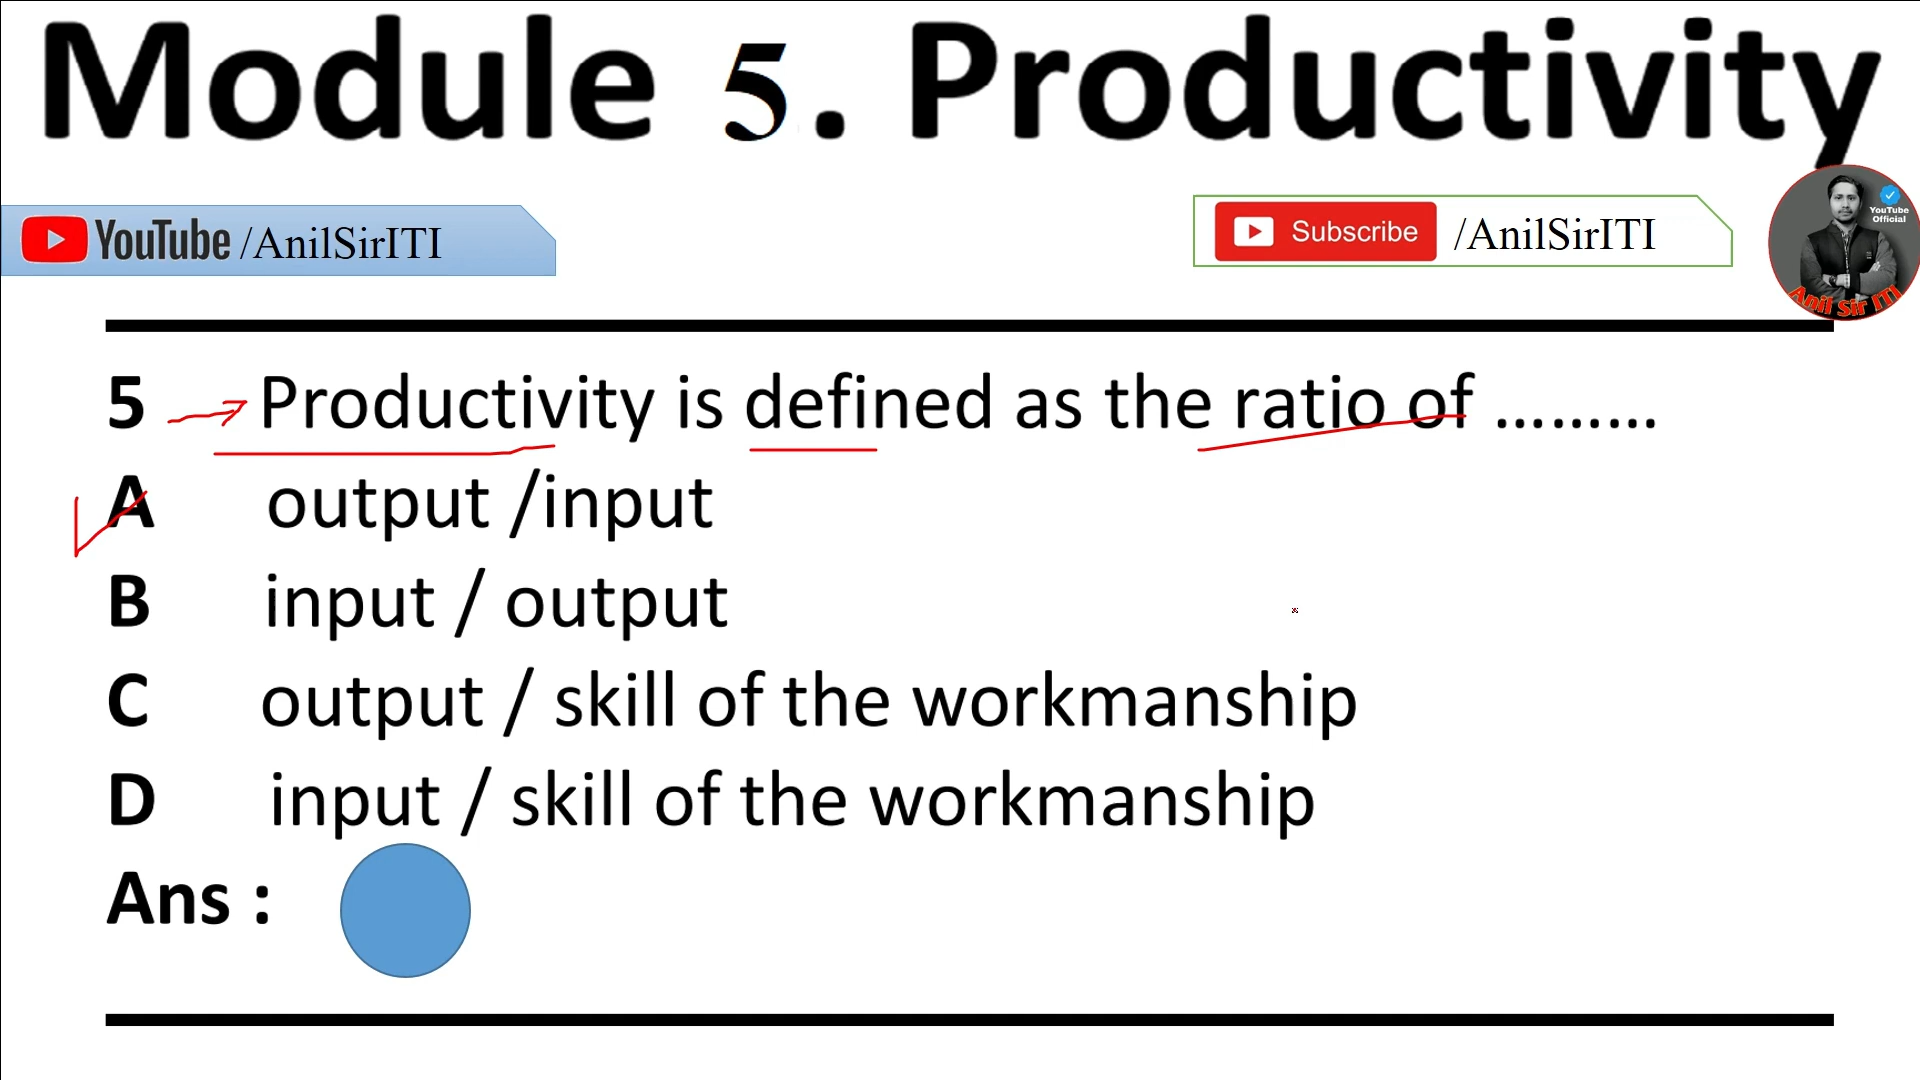 Module 5. Productivity
YouTube /AnilSirITI
Subscribe /AnilSirITI
YouTube
Official
Anil Sir ITI
5 Productivity is defined as the ratio of .........
A output /input
B input / output
C output / skill of the workmanship
D input / skill of the workmanship
Ans :